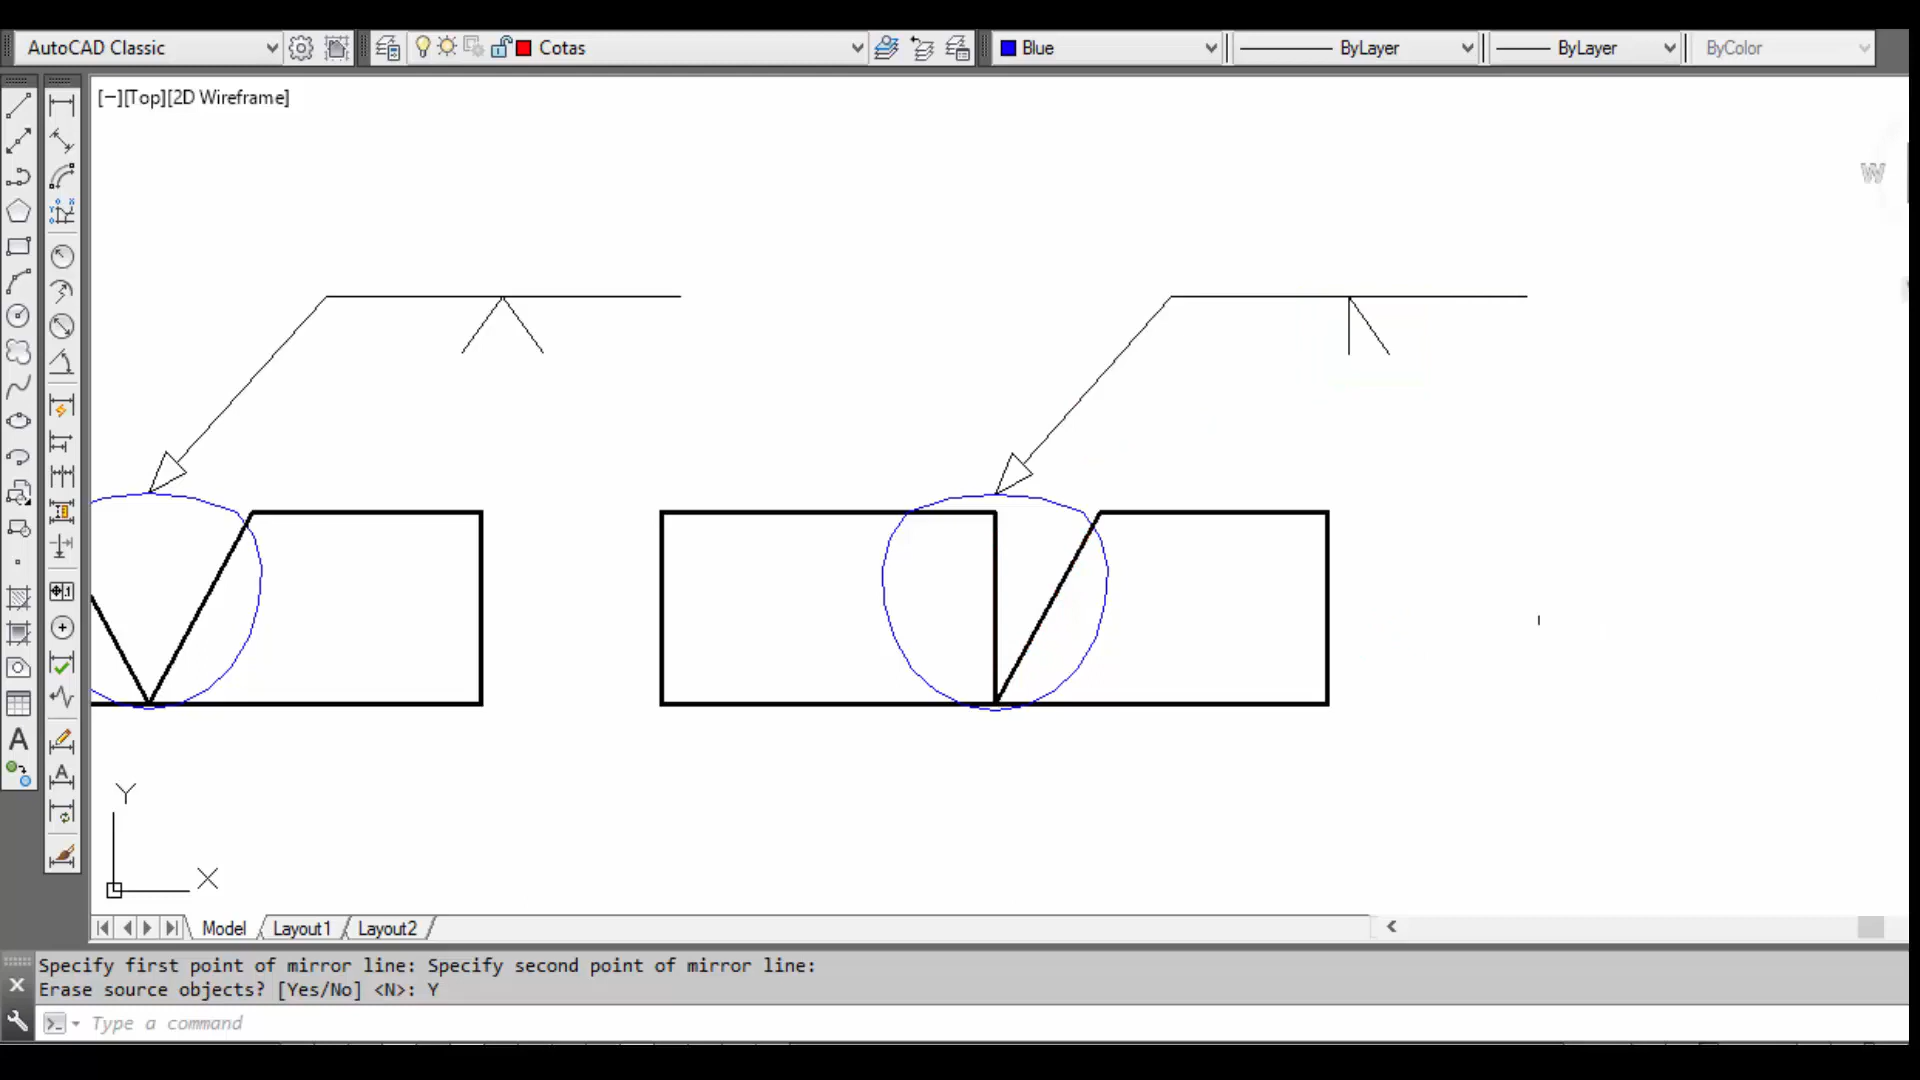 AutoCAD Classic
Cotas
Blue
ByLayer
ByLayer
ByColor
[−][Top][2D Wireframe]
W
Y
X
A
Model
Layout1
Layout2
Specify first point of mirror line: Specify second point of mirror line:
Erase source objects? [Yes/No] <N>: Y
Type a command